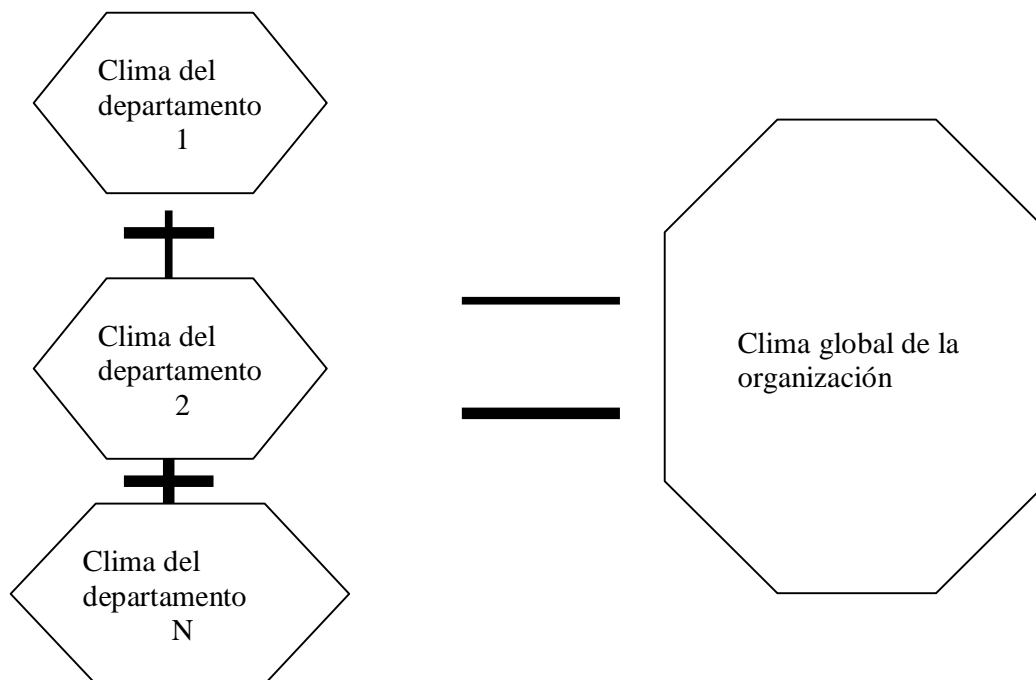 Clima del
departamento
1
Clima del
departamento
2
Clima del
departamento
N
Clima global de la
organización